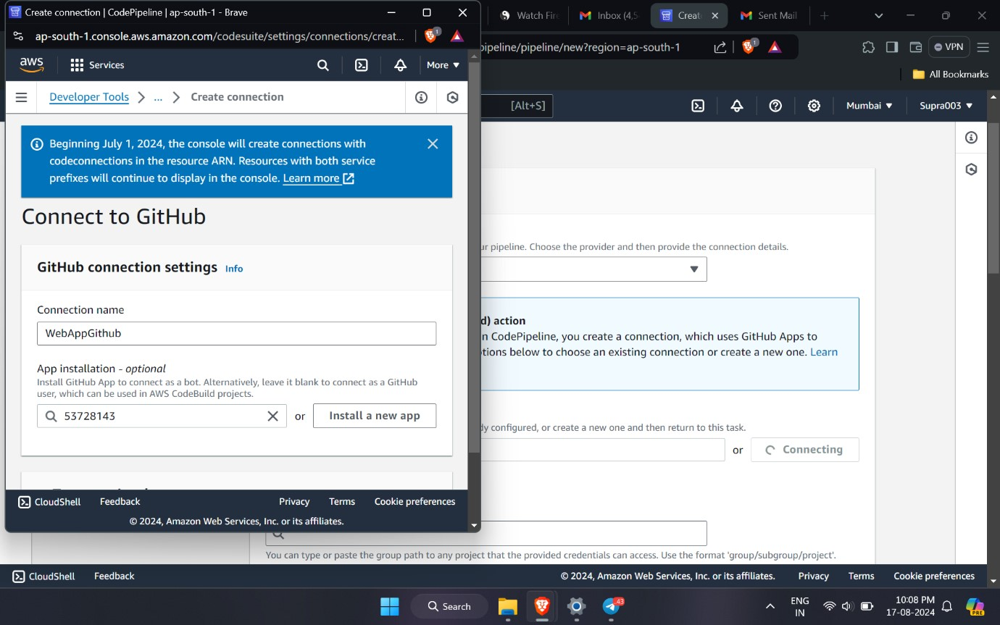 Create connection | CodePipeline | ap-south-1 - Brave
Watch Fir
Inbox (4,5
Creat
Sent Mail
ap-south-1.console.aws.amazon.com/codesuite/settings/connections/creat...
1
ipeline/pipeline/new?region=ap-south-1
1
VPN
All Bookmarks
aws
Services
More
[Alt+S]
Mumbai
Supra003
Developer Tools
...
Create connection
Beginning July 1, 2024, the console will create connections with
codeconnections in the resource ARN. Resources with both service
prefixes will continue to display in the console. Learn more
Connect to GitHub
GitHub connection settings Info
Connection name
WebAppGithub
App installation - optional
Install GitHub App to connect as a bot. Alternatively, leave it blank to connect as a GitHub
user, which can be used in AWS CodeBuild projects.
53728143
or
Install a new app
CloudShell
Feedback
Privacy
Terms
Cookie preferences
© 2024, Amazon Web Services, Inc. or its affiliates.
ur pipeline. Choose the provider and then provide the connection details.
d) action
n CodePipeline, you create a connection, which uses GitHub Apps to
tions below to choose an existing connection or create a new one. Learn
dy configured, or create a new one and then return to this task.
or
Connecting
You can type or paste the group path to any project that the provided credentials can access. Use the format 'group/subgroup/project'.
CloudShell
Feedback
© 2024, Amazon Web Services, Inc. or its affiliates.
Privacy
Terms
Cookie preferences
Search
43
ENG
IN
10:08 PM
17-08-2024
PRE